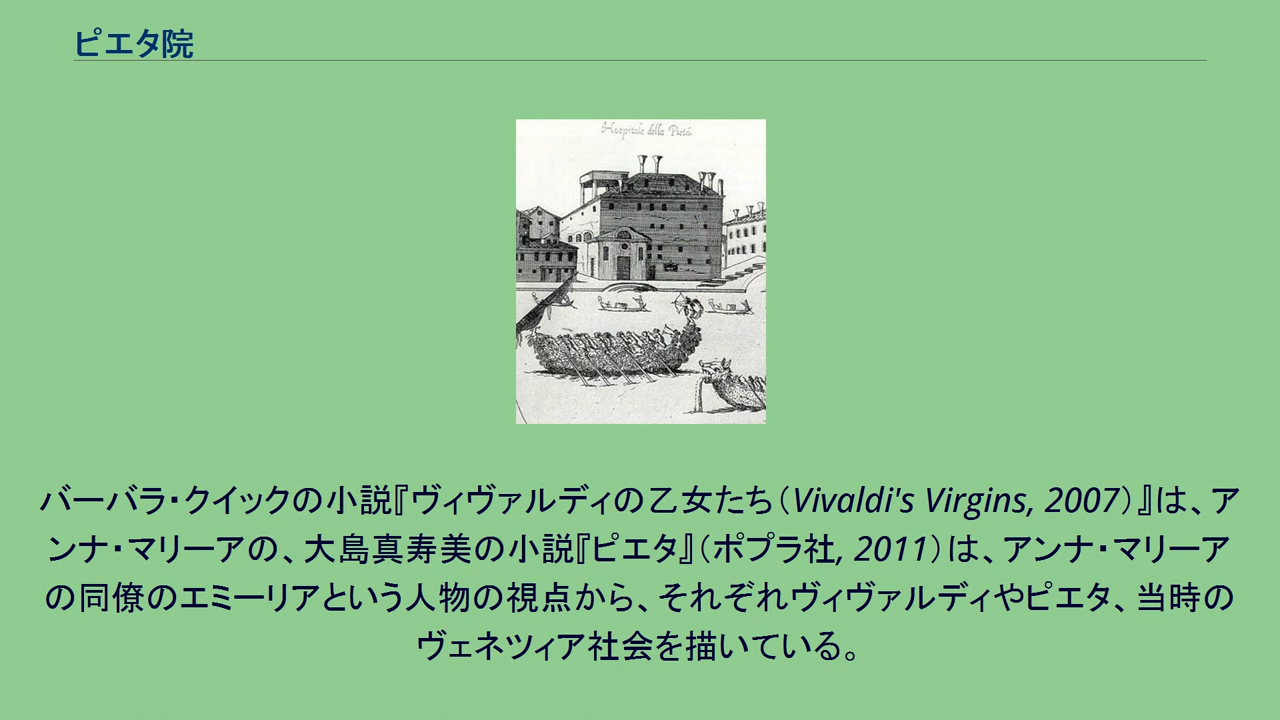 ピエタ院
Hospitale della Pietà
バーバラ・クイックの小説『ヴィヴァルディの乙女たち（Vivaldi's Virgins, 2007）』は、ア
ンナ・マリーアの、大島真寿美の小説『ピエタ』（ポプラ社, 2011）は、アンナ・マリーア
の同僚のエミーリアという人物の視点から、それぞれヴィヴァルディやピエタ、当時の
ヴェネツィア社会を描いている。